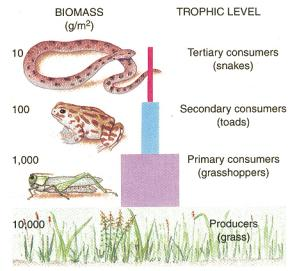 BIOMASS
(g/m²)
TROPHIC LEVEL
10
Tertiary consumers
(snakes)
100
Secondary consumers
(toads)
1,000
Primary consumers
(grasshoppers)
10,000
Producers
(grass)